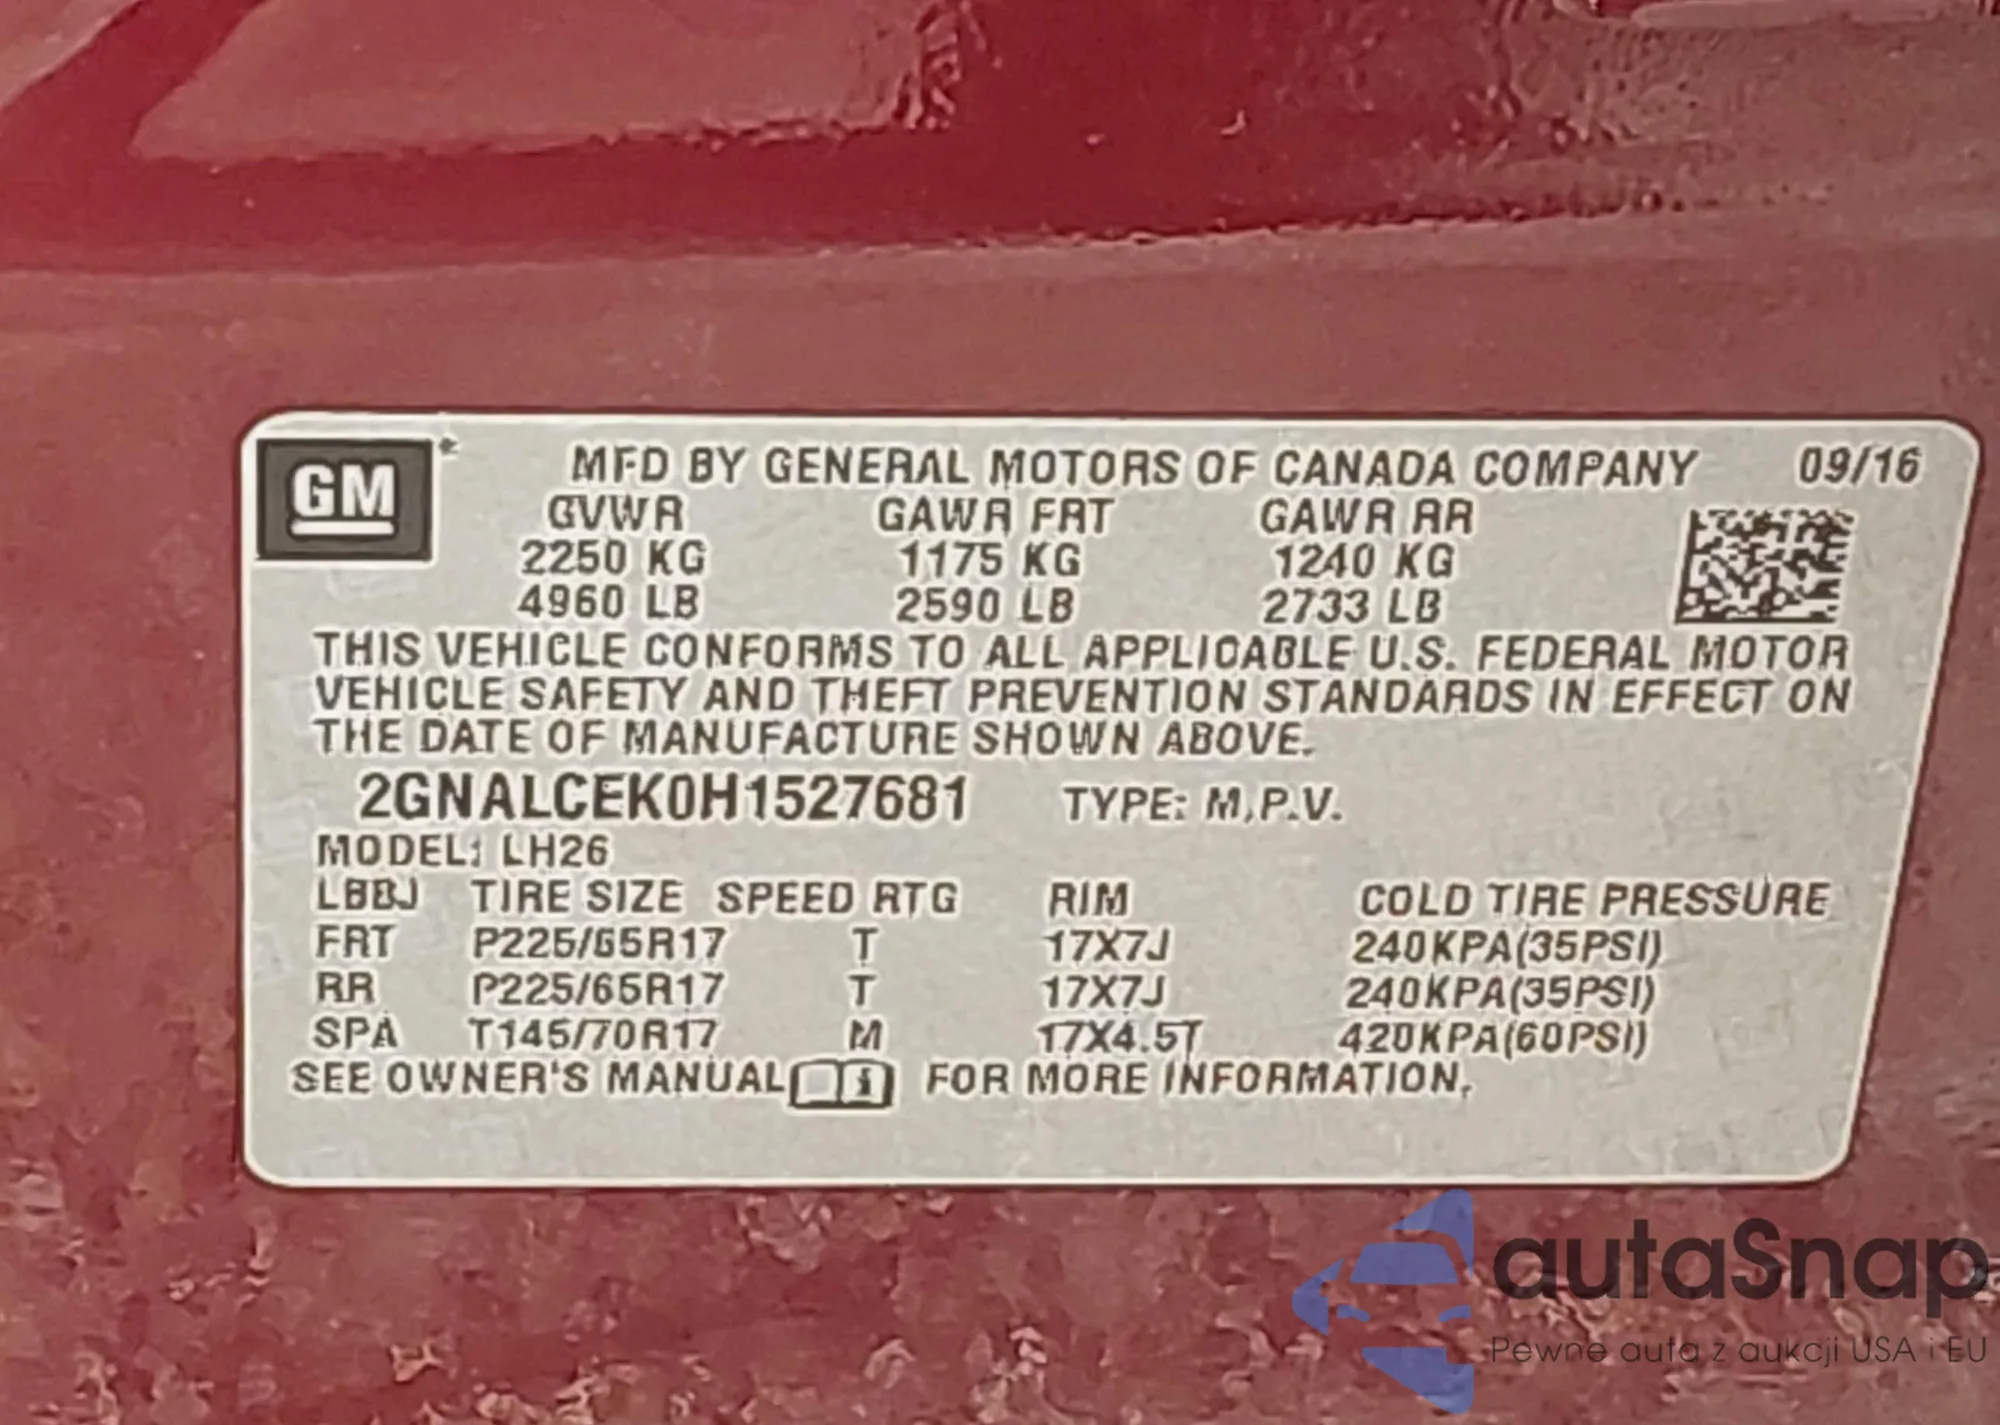 GM
MFD BY GENERAL MOTORS OF CANADA COMPANY 09/16
GVWR GAWR FRT GAWR RR
2250 KG 1175 KG 1240 KG
4960 LB 2590 LB 2733 LB
THIS VEHICLE CONFORMS TO ALL APPLICABLE U.S. FEDERAL MOTOR
VEHICLE SAFETY AND THEFT PREVENTION STANDARDS IN EFFECT ON
THE DATE OF MANUFACTURE SHOWN ABOVE.
2GNALCEK0H1527681 TYPE: M.P.V.
MODEL: LH26
LBBJ TIRE SIZE SPEED RTG RIM COLD TIRE PRESSURE
FRT P225/65R17 T 17X7J 240KPA(35PSI)
RR P225/65R17 T 17X7J 240KPA(35PSI)
SPA T145/70R17 M 17X4.5T 420KPA(60PSI)
SEE OWNER'S MANUAL FOR MORE INFORMATION.
autaSnap
Pewne auta z aukcji USA i EU